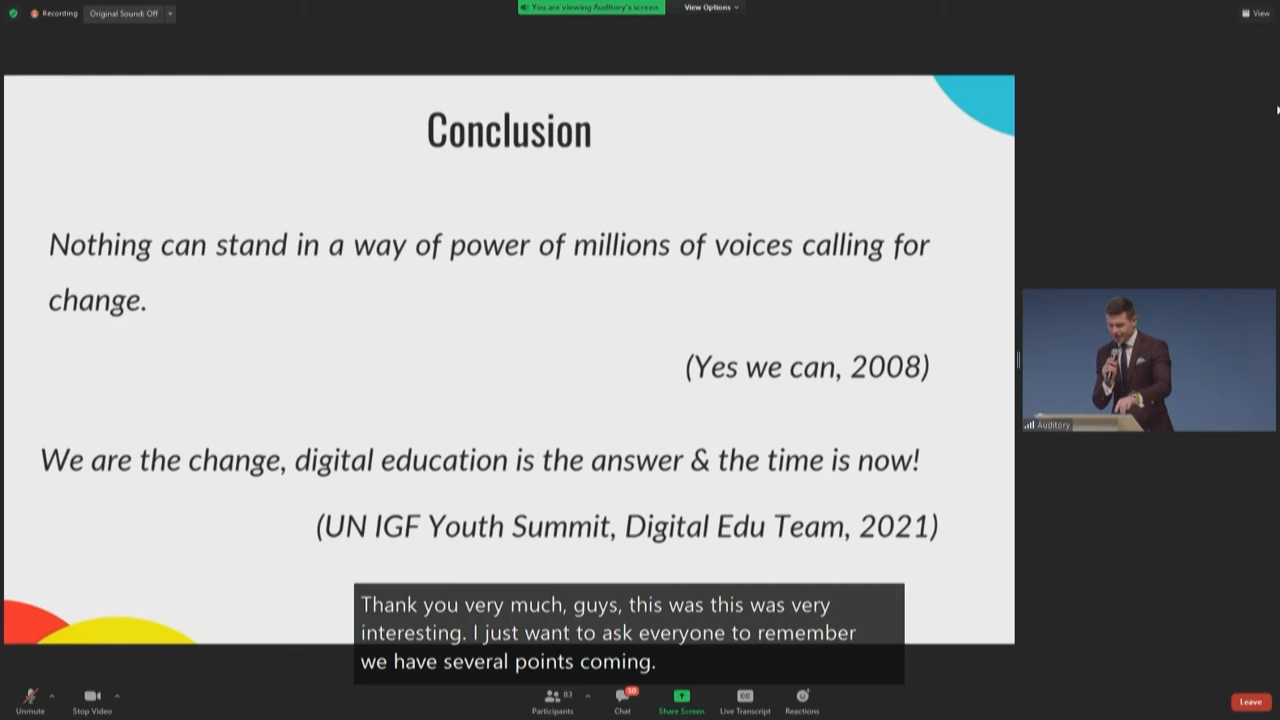 Recording
Original Sound: Off
You are viewing Auditory's screen
View Options
View
Conclusion
Nothing can stand in a way of power of millions of voices calling for
change.
(Yes we can, 2008)
We are the change, digital education is the answer & the time is now!
(UN IGF Youth Summit, Digital Edu Team, 2021)
Auditory
Thank you very much, guys, this was this was very
interesting. I just want to ask everyone to remember
we have several points coming.
Unmute
Stop Video
Participants
83
Chat
50
Share Screen
CC
Live Transcript
Reactions
Leave